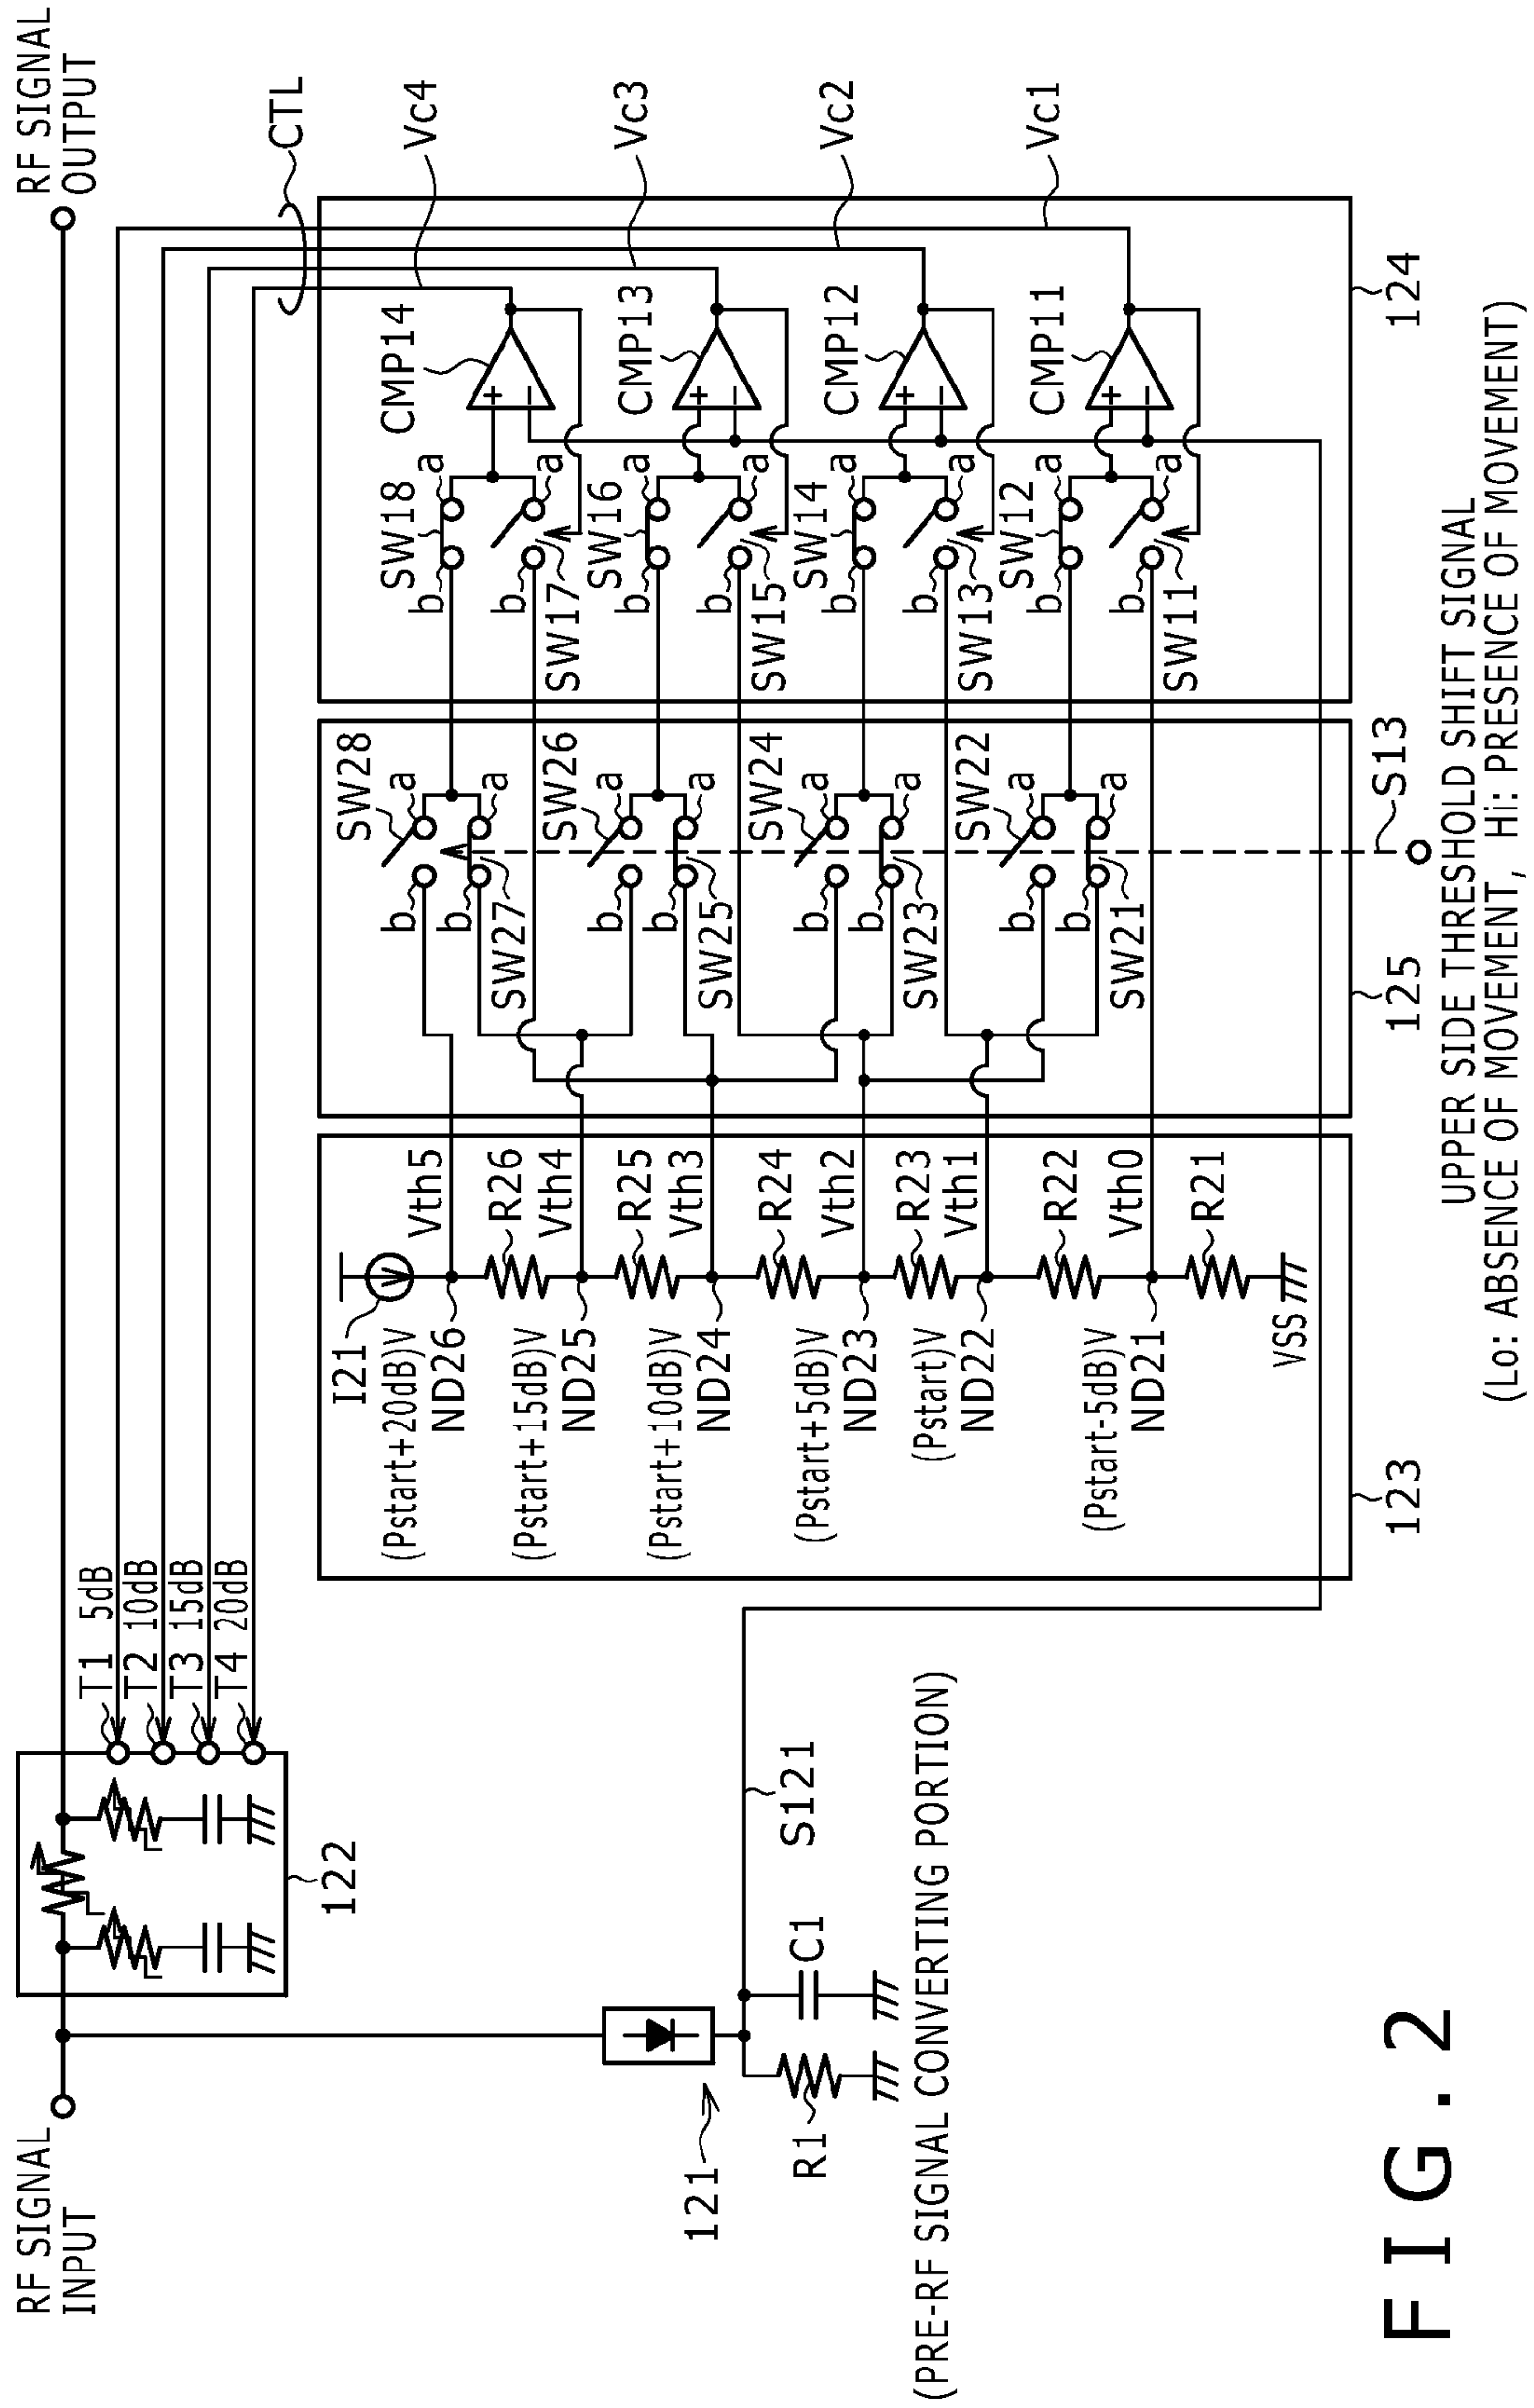 RF SIGNAL
INPUT
RF SIGNAL
OUTPUT
122
T1 5dB
T2 10dB
T3 15dB
T4 20dB
CTL
Vc4
Vc3
Vc2
Vc1
121
R1
C1
S121
(PRE-RF SIGNAL CONVERTING PORTION)
I21
(Pstart+20dB)V
ND26
Vth5
R26
(Pstart+15dB)V
ND25
Vth4
R25
(Pstart+10dB)V
ND24
Vth3
R24
(Pstart+5dB)V
ND23
Vth2
R23
(Pstart)V
ND22
Vth1
R22
(Pstart-5dB)V
ND21
Vth0
R21
VSS
123
SW28
b
a
b
a
SW27
SW26
b
a
b
a
SW25
SW24
b
a
b
a
SW23
SW22
b
a
b
a
SW21
125
S13
SW18
b
a
b
a
SW17
CMP14
+
−
SW16
b
a
b
a
SW15
CMP13
+
−
SW14
b
a
b
a
SW13
CMP12
+
−
SW12
b
a
b
a
SW11
CMP11
+
−
124
UPPER SIDE THRESHOLD SHIFT SIGNAL
(Lo: ABSENCE OF MOVEMENT, Hi: PRESENCE OF MOVEMENT)
FIG. 2